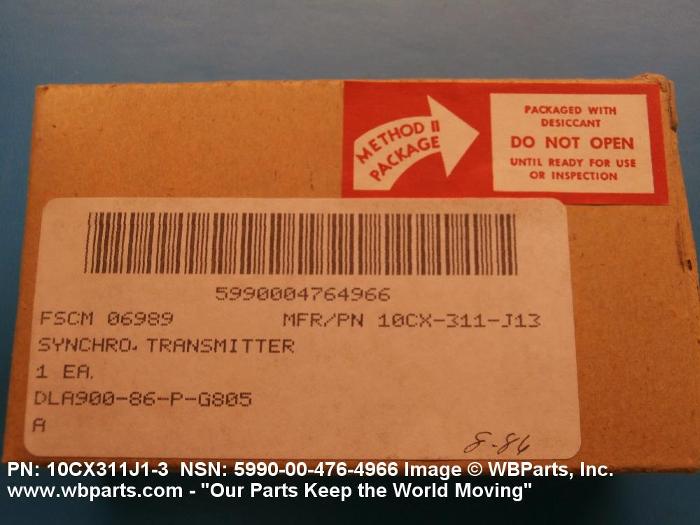 METHOD II
PACKAGE
PACKAGED WITH
DESICCANT
DO NOT OPEN
UNTIL READY FOR USE
OR INSPECTION
5990004764966
FSCM 06989 MFR/PN 10CX-311-J13
SYNCHRO, TRANSMITTER
1 EA.
DLA900-86-P-G805
A
8-86
PN: 10CX311J1-3 NSN: 5990-00-476-4966 Image © WBParts, Inc.
www.wbparts.com - "Our Parts Keep the World Moving"